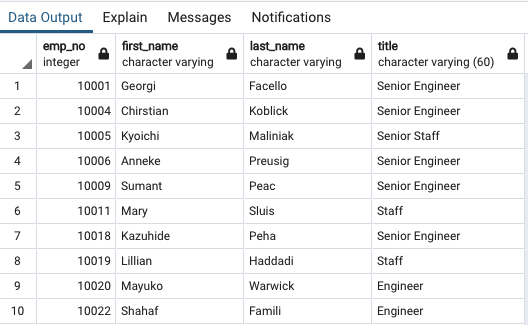 Data Output Explain Messages Notifications
emp_no first_name last_name title
integer character varying character varying character varying (60)
1 10001 Georgi Facello Senior Engineer
2 10004 Chirstian Koblick Senior Engineer
3 10005 Kyoichi Maliniak Senior Staff
4 10006 Anneke Preusig Senior Engineer
5 10009 Sumant Peac Senior Engineer
6 10011 Mary Sluis Staff
7 10018 Kazuhide Peha Senior Engineer
8 10019 Lillian Haddadi Staff
9 10020 Mayuko Warwick Engineer
10 10022 Shahaf Famili Engineer